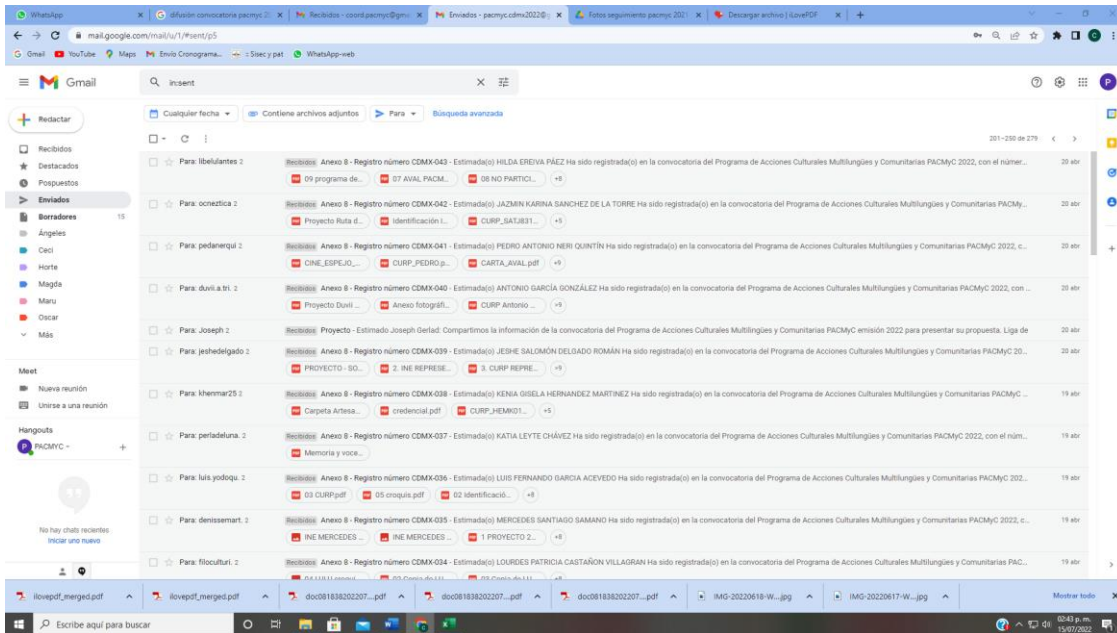 WhatsApp
difusión convocatoria pacmyc 2
Recibidos - coord.pacmyc@gma
Enviados - pacmyc.cdmx2022@g
Fotos seguimiento pacmyc 2021
Descargar archivo | iLovePDF
mail.google.com/mail/u/1/#sent/p5
Gmail YouTube Maps Envío Cronograma... :: Sisec y pat WhatsApp-web
Gmail
in:sent
Redactar
Cualquier fecha Contiene archivos adjuntos Para Búsqueda avanzada
201–250 de 279
Recibidos
Destacados
Pospuestos
Enviados
Borradores 15
Ángeles
Ceci
Horte
Magda
Maru
Oscar
Más
Meet
Nueva reunión
Unirse a una reunión
Hangouts
PACMYC
No hay chats recientes
Iniciar uno nuevo
Para: libelulantes 2 Recibidos Anexo 8 - Registro número CDMX-043 - Estimada(o) HILDA EREIVA PÁEZ Ha sido registrada(o) en la convocatoria del Programa de Acciones Culturales Multilingües y Comunitarias PACMyC 2022, con el númer... 20 abr
09 programa de... 07 AVAL PACM... 08 NO PARTICI... +8
Para: ocneztica 2 Recibidos Anexo 8 - Registro número CDMX-042 - Estimada(o) JAZMIN KARINA SANCHEZ DE LA TORRE Ha sido registrada(o) en la convocatoria del Programa de Acciones Culturales Multilingües y Comunitarias PACMy... 20 abr
Proyecto Ruta d... Identificación I... CURP_SATJ831... +5
Para: pedanerqui 2 Recibidos Anexo 8 - Registro número CDMX-041 - Estimada(o) PEDRO ANTONIO NERI QUINTÍN Ha sido registrada(o) en la convocatoria del Programa de Acciones Culturales Multilingües y Comunitarias PACMyC 2022, c... 20 abr
CINE_ESPEJO_... CURP_PEDRO.p... CARTA_AVAL.pdf +9
Para: duvii.a.tri. 2 Recibidos Anexo 8 - Registro número CDMX-040 - Estimada(o) ANTONIO GARCÍA GONZÁLEZ Ha sido registrada(o) en la convocatoria del Programa de Acciones Culturales Multilingües y Comunitarias PACMyC 2022, con ... 20 abr
Proyecto Duvii ... Anexo fotográfi... CURP Antonio ... +9
Para: Joseph 2 Recibidos Proyecto - Estimado Joseph Gerlad: Compartimos la información de la convocatoria del Programa de Acciones Culturales Multilingües y Comunitarias PACMyC emisión 2022 para presentar su propuesta. Liga de 20 abr
Para: jeshedelgado 2 Recibidos Anexo 8 - Registro número CDMX-039 - Estimada(o) JESHE SALOMÓN DELGADO ROMÁN Ha sido registrada(o) en la convocatoria del Programa de Acciones Culturales Multilingües y Comunitarias PACMyC 20... 20 abr
PROYECTO - SO... 2. INE REPRESE... 3. CURP REPRE... +9
Para: khenmar25 2 Recibidos Anexo 8 - Registro número CDMX-038 - Estimada(o) KENIA GISELA HERNANDEZ MARTINEZ Ha sido registrada(o) en la convocatoria del Programa de Acciones Culturales Multilingües y Comunitarias PACMyC ... 19 abr
Carpeta Artesa... credencial.pdf CURP_HEMK01... +5
Para: perladeluna. 2 Recibidos Anexo 8 - Registro número CDMX-037 - Estimada(o) KATIA LEYTE CHÁVEZ Ha sido registrada(o) en la convocatoria del Programa de Acciones Culturales Multilingües y Comunitarias PACMyC 2022, con el núm... 19 abr
Memoria y voce...
Para: luis.yodoqu. 2 Recibidos Anexo 8 - Registro número CDMX-036 - Estimada(o) LUIS FERNANDO GARCIA ACEVEDO Ha sido registrada(o) en la convocatoria del Programa de Acciones Culturales Multilingües y Comunitarias PACMyC 202... 19 abr
03 CURP.pdf 05 croquis.pdf 02 Identificació... +8
Para: denissemart. 2 Recibidos Anexo 8 - Registro número CDMX-035 - Estimada(o) MERCEDES SANTIAGO SAMANO Ha sido registrada(o) en la convocatoria del Programa de Acciones Culturales Multilingües y Comunitarias PACMyC 2022, c... 19 abr
INE MERCEDES ... INE MERCEDES ... 1 PROYECTO 2... +8
Para: filoculturi. 2 Recibidos Anexo 8 - Registro número CDMX-034 - Estimada(o) LOURDES PATRICIA CASTAÑON VILLAGRAN Ha sido registrada(o) en la convocatoria del Programa de Acciones Culturales Multilingües y Comunitarias PAC... 19 abr
ilovepdf_merged.pdf ilovepdf_merged.pdf doc081838202207....pdf doc081838202207....pdf doc081838202207....pdf IMG-20220618-W....jpg IMG-20220617-W....jpg Mostrar todo
Escribe aquí para buscar
02:43 p. m.
15/07/2022